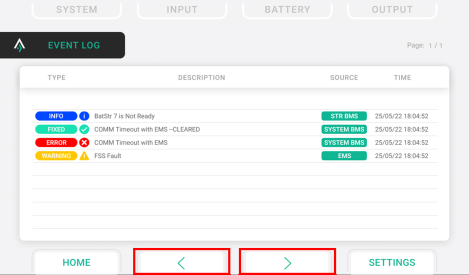 SYSTEM INPUT BATTERY OUTPUT
EVENT LOG Page: 1 / 1
TYPE DESCRIPTION SOURCE TIME
INFO BatStr 7 is Not Ready STR BMS 25/05/22 18:04:52
FIXED COMM Timeout with EMS --CLEARED SYSTEM BMS 25/05/22 18:04:52
ERROR COMM Timeout with EMS SYSTEM BMS 25/05/22 18:04:52
WARNING FSS Fault EMS 25/05/22 18:04:52
HOME < > SETTINGS